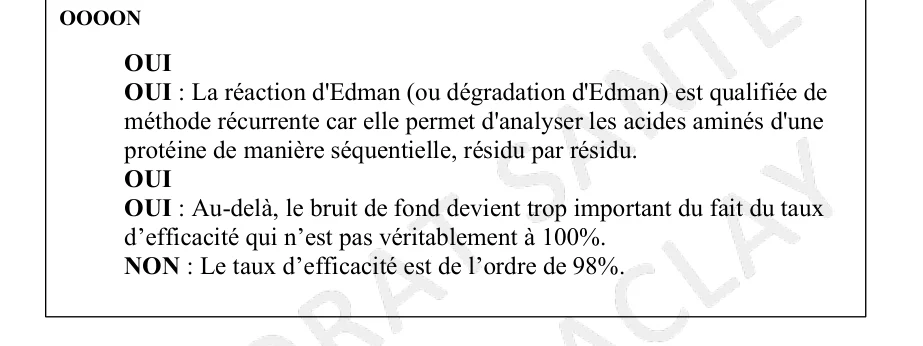 OOOON
OUI
OUI : La réaction d'Edman (ou dégradation d'Edman) est qualifiée de
méthode récurrente car elle permet d'analyser les acides aminés d'une
protéine de manière séquentielle, résidu par résidu.
OUI
OUI : Au-delà, le bruit de fond devient trop important du fait du taux
d’efficacité qui n’est pas véritablement à 100%.
NON : Le taux d’efficacité est de l’ordre de 98%.
ORAT SANTE
ACLAY